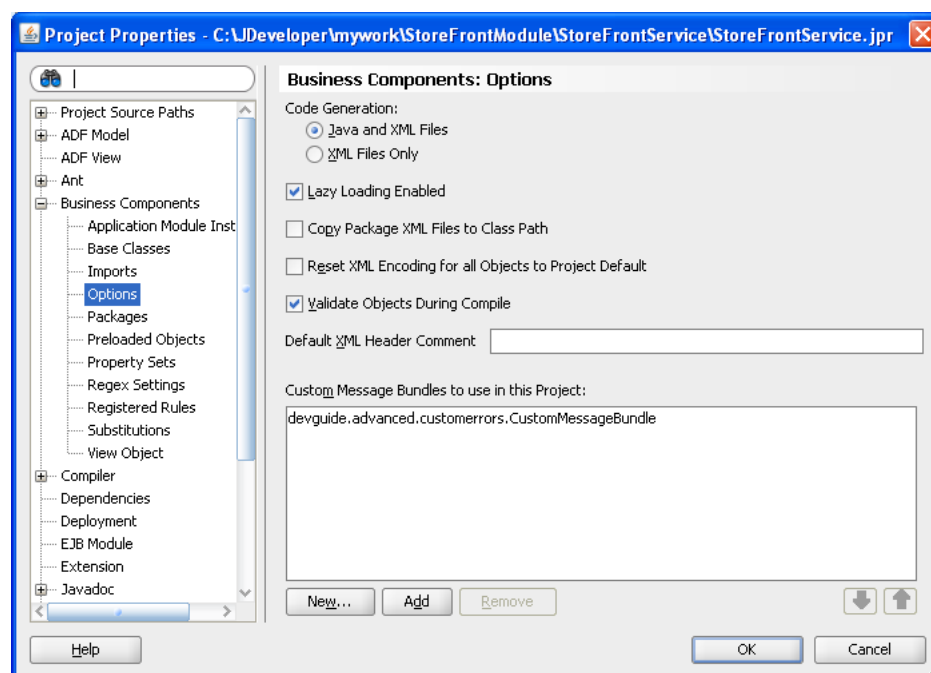 Project Properties - C:\JDeveloper\mywork\StoreFrontModule\StoreFrontService\StoreFrontService.jpr
Project Source Paths
ADF Model
ADF View
Ant
Business Components
Application Module Inst
Base Classes
Imports
Options
Packages
Preloaded Objects
Property Sets
Regex Settings
Registered Rules
Substitutions
View Object
Compiler
Dependencies
Deployment
EJB Module
Extension
Javadoc
Business Components: Options
Code Generation:
Java and XML Files
XML Files Only
Lazy Loading Enabled
Copy Package XML Files to Class Path
Reset XML Encoding for all Objects to Project Default
Validate Objects During Compile
Default XML Header Comment
Custom Message Bundles to use in this Project:
devguide.advanced.customerrors.CustomMessageBundle
New... Add Remove
Help OK Cancel